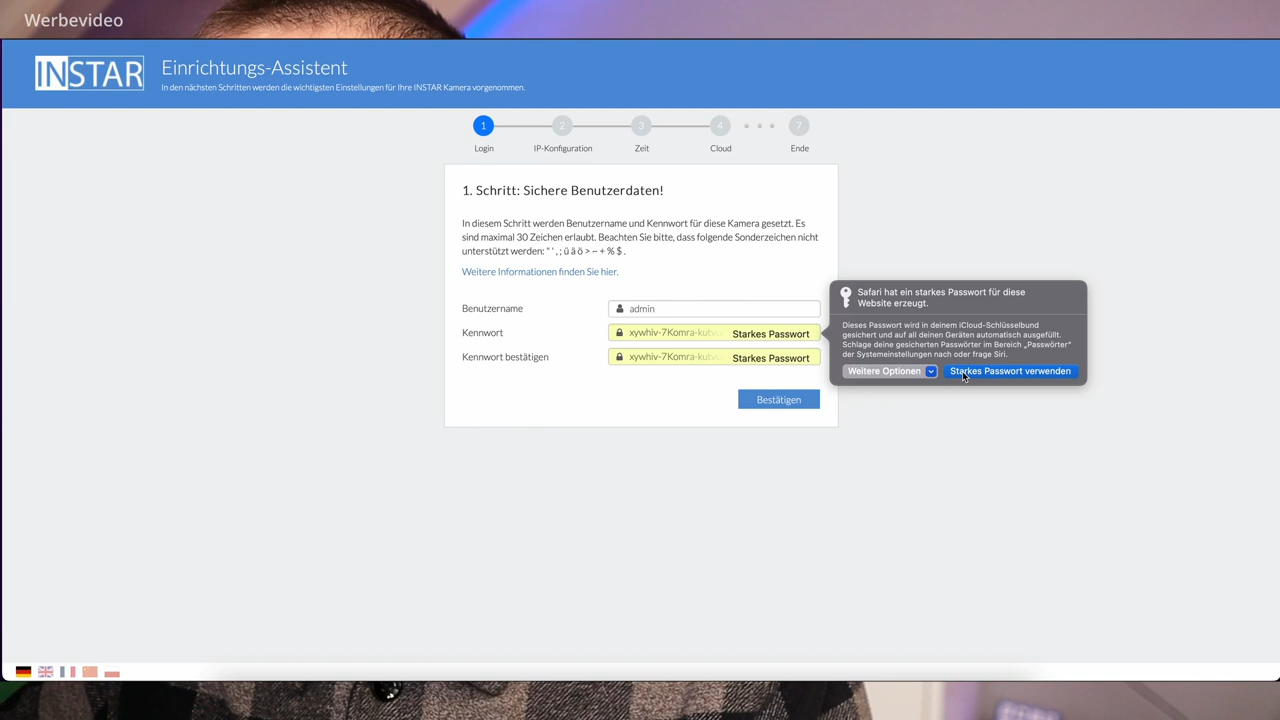 Werbevideo
INSTAR
Einrichtungs-Assistent
In den nächsten Schritten werden die wichtigsten Einstellungen für Ihre INSTAR Kamera vorgenommen.
1
2
3
4
7
Login
IP-Konfiguration
Zeit
Cloud
Ende
1. Schritt: Sichere Benutzerdaten!
In diesem Schritt werden Benutzername und Kennwort für diese Kamera gesetzt. Es
sind maximal 30 Zeichen erlaubt. Beachten Sie bitte, dass folgende Sonderzeichen nicht
unterstützt werden: " ' , ; ü ä ö > ~ + % $ .
Weitere Informationen finden Sie hier.
Benutzername
admin
Kennwort
xywhiv-7Komra-kutv
Starkes Passwort
Kennwort bestätigen
xywhiv-7Komra-kutv
Starkes Passwort
Bestätigen
Safari hat ein starkes Passwort für diese
Website erzeugt.
Dieses Passwort wird in deinem iCloud-Schlüsselbund
gesichert und auf all deinen Geräten automatisch ausgefüllt.
Schlage deine gesicherten Passwörter im Bereich „Passwörter"
der Systemeinstellungen nach oder frage Siri.
Weitere Optionen
Starkes Passwort verwenden